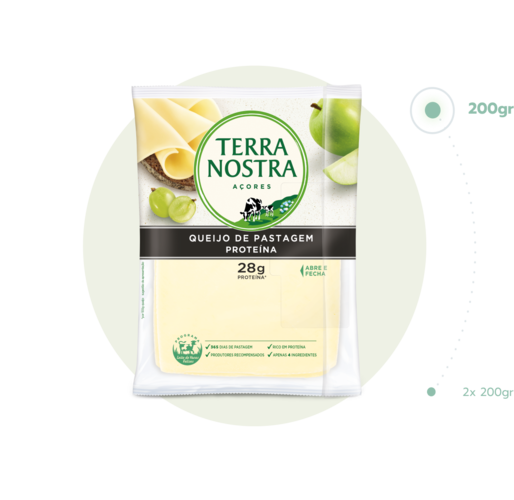 200gr
TERRA
NOSTRA
AÇORES
QUEIJO DE PASTAGEM
PROTEÍNA
28g
PROTEÍNA*
ABRE
FECHA
365 DIAS DE PASTAGEM
RICO EM PROTEÍNA
PRODUTORES RECOMPENSADOS
APENAS 4 INGREDIENTES
2x 200gr